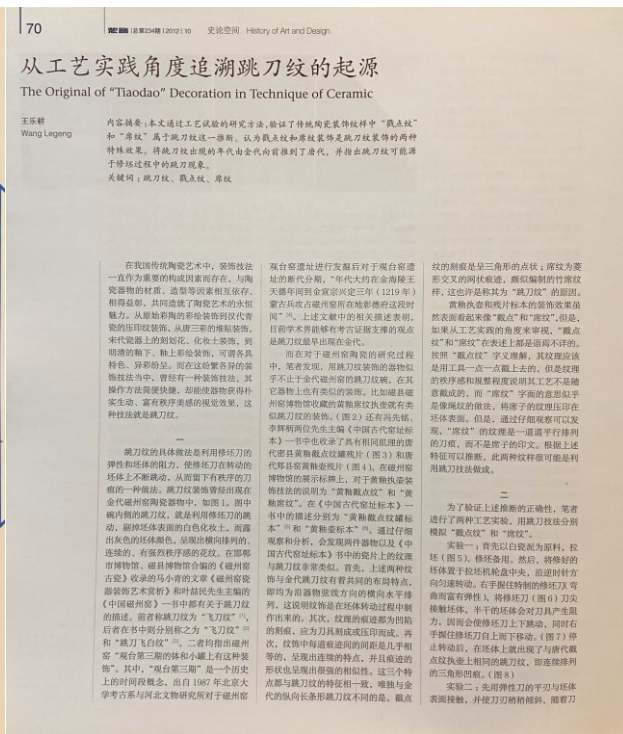 70
装饰 |总第234期|2012|10
史论空间 History of Art and Design
从工艺实践角度追溯跳刀纹的起源
The Original of “Tiaodao” Decoration in Technique of Ceramic
王乐耕
Wang Legeng
内容摘要:本文通过工艺试验的研究方法,验证了传统陶瓷装饰纹样中“戳点纹”
和“席纹”属于跳刀纹这一推断。认为戳点纹和席纹装饰是跳刀纹装饰的两种
特殊效果。将跳刀纹出现的年代由金代向前推到了唐代,并指出跳刀纹可能源
于修坯过程中的跳刀现象。
关键词:跳刀纹、戳点纹、席纹
在我国传统陶瓷艺术中,装饰技法
一直作为重要的构成因素而存在,与陶
瓷器物的材质、造型等因素相互依存、
相得益彰,共同造就了陶瓷艺术的永恒
魅力。从原始彩陶的彩绘装饰到汉代青
瓷的压印纹装饰,从唐三彩的堆贴装饰、
宋代瓷器上的刻划花、化妆土装饰,到
明清的釉下、釉上彩绘装饰,可谓各具
特色、异彩纷呈。而在这纷繁各异的装
饰技法当中,曾经有一种装饰技法,其
操作方法简便快捷,却能使器物获得朴
实生动、富有秩序美感的视觉效果,这
种技法就是跳刀纹。
一
跳刀纹的具体做法是利用修坯刀的
弹性和坯体的阻力,使修坯刀在转动的
坯体上不断跳动,从而留下有秩序的刀
痕的一种做法。跳刀纹装饰曾经出现在
金代磁州窑陶瓷器物中,如图1。图中
碗内侧的跳刀纹,就是利用修坯刀的跳
动,剔掉坯体表面的白色化妆土,而露
出灰色的坯体颜色,呈现出横向排列的、
连续的、有强烈秩序感的花纹。在邯郸
市博物馆、磁县博物馆合编的《磁州窑
古瓷》收录的马小青的文章《磁州窑瓷
器装饰艺术赏析》和叶喆民先生主编的
《中国磁州窑》一书中都有关于跳刀纹
的描述。前者称跳刀纹为“飞刀纹”[1],
后者在书中则分别称之为“飞刀纹”[2]
和“跳刀飞白纹”[3]。二者均指出磁州
窑“观台第三期的钵和小罐上有这种装
饰”。其中,“观台第三期”是一个历史
上的时间段概念,出自1987年北京大
学考古系与河北文物研究所对于磁州窑
观台窑遗址进行发掘后对于观台窑遗
址的断代分期,“年代大约在金海陵王
天德年间到金宣宗兴定三年(1219年)
蒙古兵攻占磁州窑所在地彰德府这段时
间”[4]。上述文献中的相关描述表明,
目前学术界能够有考古证据支撑的观点
是跳刀纹最早出现在金代。
而在对于磁州窑陶瓷的研究过程
中,笔者发现,用跳刀纹装饰的器物似
乎不止于金代磁州窑的跳刀纹碗,在其
它器物上也有类似的装饰。比如磁县磁
州窑博物馆收藏的黄釉席纹执壶就有类
似跳刀纹的装饰。(图2)还有冯先铭、
李辉柄两位先生主编《中国古代窑址标
本》一书中也收录了具有相同肌理的唐
代密县黄釉戳点纹罐残片(图3)和唐
代郏县窑黄釉壶残片(图4)。在磁州窑
博物馆的展示标牌上,对于黄釉执壶装
饰技法的说明为“黄釉戳点纹”和“黄
釉席纹”。在《中国古代窑址标本》一
书中的描述分别为“黄釉戳点纹罐标
本”[5]和“黄釉壶标本”[6]。通过仔细
观察和分析,会发现两件器物以及《中
国古代窑址标本》书中的瓷片上的纹理
与跳刀纹非常类似。首先,上述两种纹
饰与金代跳刀纹有着共同的布局特点,
即均为沿器物弧线方向的横向水平排
列,这说明纹饰是在坯体转动过程中制
作出来的。其次,纹理的痕迹都为凹陷
的刻痕,应为刀具削成或压印而成。再
次,纹饰中每道痕迹间的间距是几乎相
等的,呈现出连续的特点,并且痕迹的
形状也呈现出很强的相似性。这三个特
点都与跳刀纹的特征相一致,唯独与金
代的纵向长条形跳刀纹不同的是,戳点
纹的刻痕是呈三角形的点状;席纹为菱
形交叉的网状痕迹,颇似编制的竹席纹
样,这也许是称其为“跳刀纹”的原因。
黄釉执壶和残片标本的装饰效果虽
然表面看起来像“戳点”和“席纹”,但是,
如果从工艺实践的角度来审视,“戳点
纹”和“席纹”在表述上都是语焉不详的。
按照“戳点纹”字义理解,其纹理应该
是用工具一点一点戳上去的,但是纹理
的秩序感和规整程度说明其工艺不是随
意戳成的,而“席纹”字面的意思似乎
是像绳纹的做法,将席子的纹理压印在
坯体表面。但是,通过仔细观察可以发
现,“席纹”的纹理是一道道平行排列
的刀痕,而不是席子的印文。根据上述
特征可以推断,此两种纹样很可能是利
用跳刀技法做成。
二
为了验证上述推断的正确性,笔者
进行了两种工艺实验,用跳刀技法分别
模拟“戳点纹”和“席纹”。
实验一:首先以白瓷泥为原料,拉
坯(图5)、修坯备用。然后,将修好的
坯体置于拉坯机轮盘中央,沿逆时针方
向匀速转动。右手握住特制的修坯刀(弯
曲而富有弹性),将修坯刀(图6)刀尖
接触坯体,半干的坯体会对刀具产生阻
力,因而会使修坯刀上下跳动,同时右
手握住修坯刀自上而下移动。(图7)停
止转动后,在坯体上就出现了与唐代戳
点纹执壶上相同的跳刀纹,即连续排列
的三角形凹痕。(图8)
实验二:先用弹性刀的平刃与坯体
表面接触,并使刀刃稍稍倾斜,随着刀